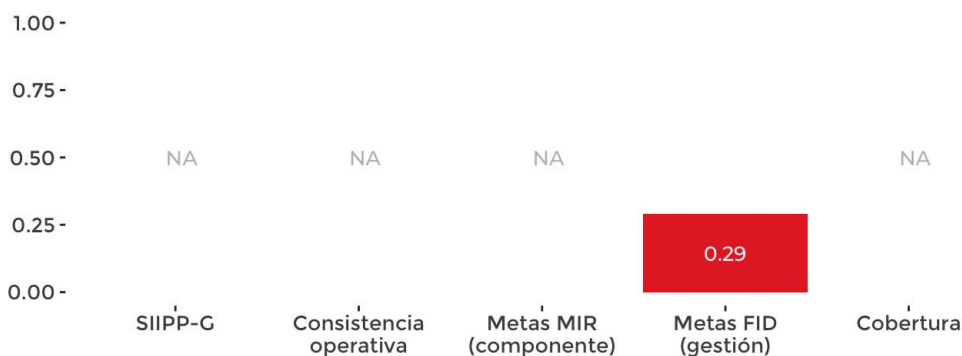 1.00
0.75
0.50
0.25
0.00
NA
NA
NA
0.29
NA
SIIPP-G
Consistencia
operativa
Metas MIR
(componente)
Metas FID
(gestión)
Cobertura